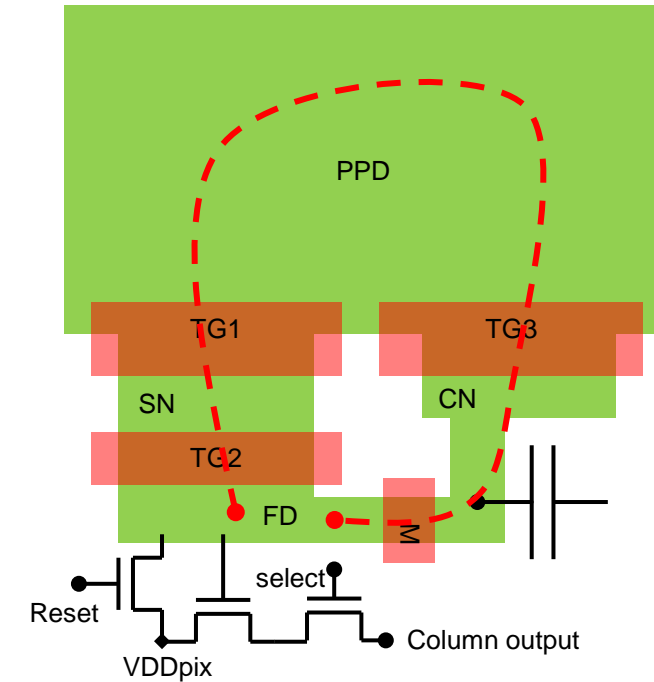 PPD
TG1
TG3
SN
CN
TG2
FD
M
select
Reset
Column output
VDDpix